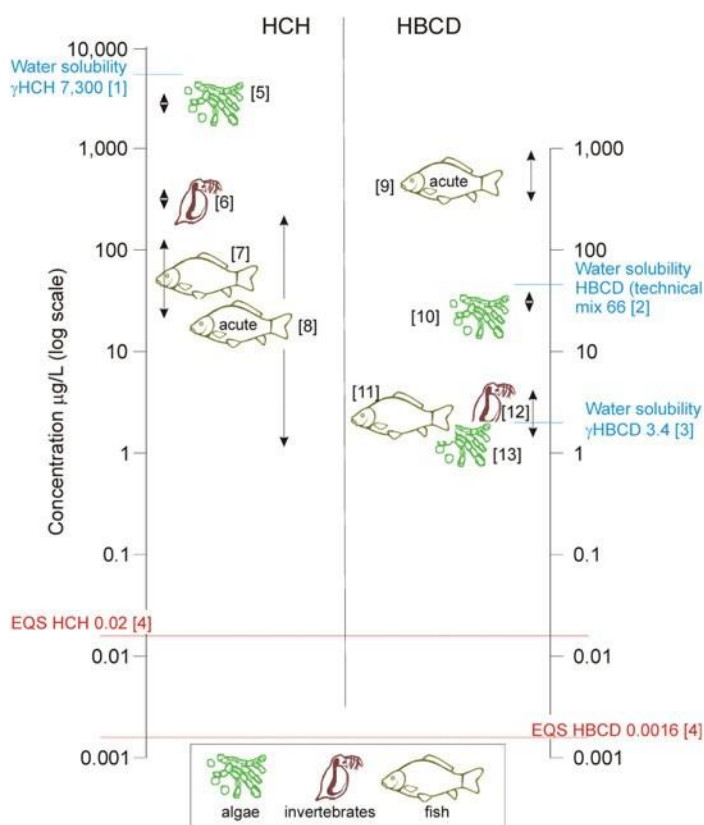 HCH
HBCD
10,000
Water solubility
γHCH 7,300 [1]
[5]
1,000
1,000
[9]
acute
[6]
[7]
100
100
Water solubility
HBCD (technical
mix 66 [2]
acute
[8]
[10]
10
10
[11]
[12]
Water solubility
γHBCD 3.4 [3]
[13]
1
1
Concentration µg/L (log scale)
0.1
0.1
EQS HCH 0.02 [4]
0.01
0.01
EQS HBCD 0.0016 [4]
0.001
0.001
algae
invertebrates
fish